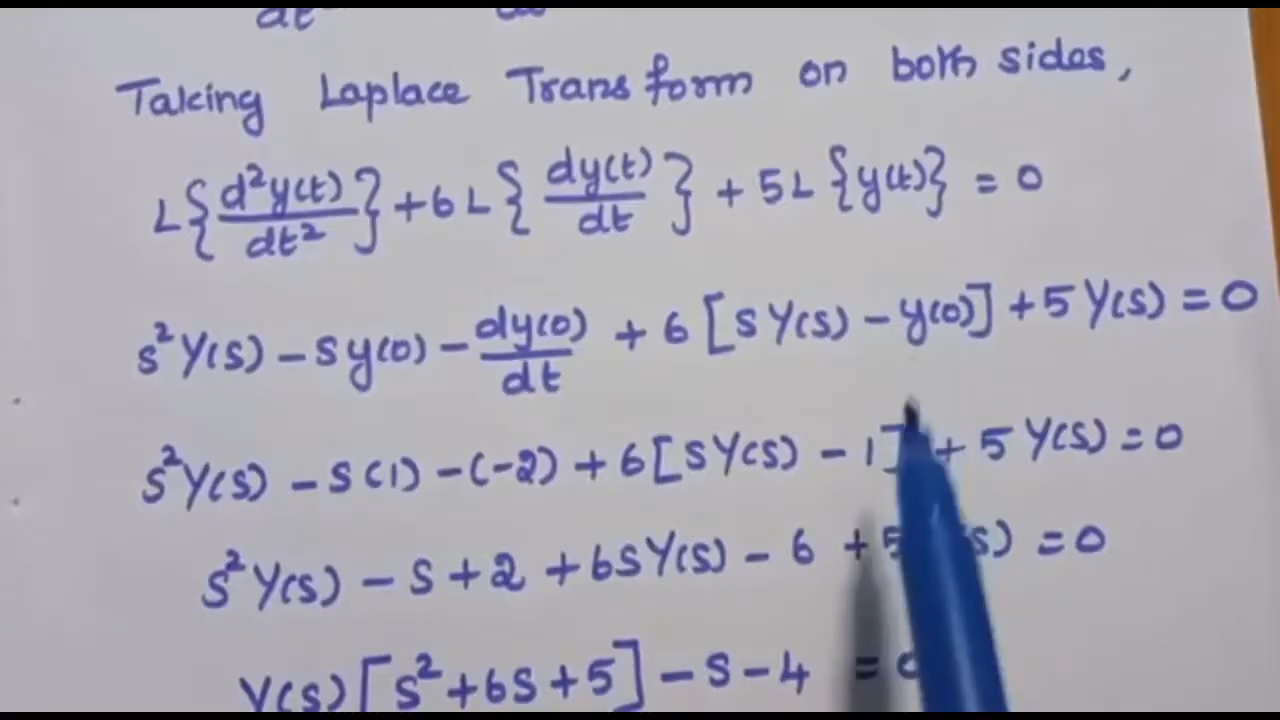 Taking Laplace Transform on both sides,
L{d²y(t)/dt²} + 6L{dy(t)/dt} + 5L{y(t)} = 0
s²Y(s) - sy(0) - dy(0)/dt + 6[sY(s) - y(0)] + 5Y(s) = 0
s²Y(s) - s(1) - (-2) + 6[sY(s) - 1] + 5Y(s) = 0
s²Y(s) - s + 2 + 6sY(s) - 6 + 5 (s) = 0
Y(s)[s² + 6s + 5] - s - 4 = 0